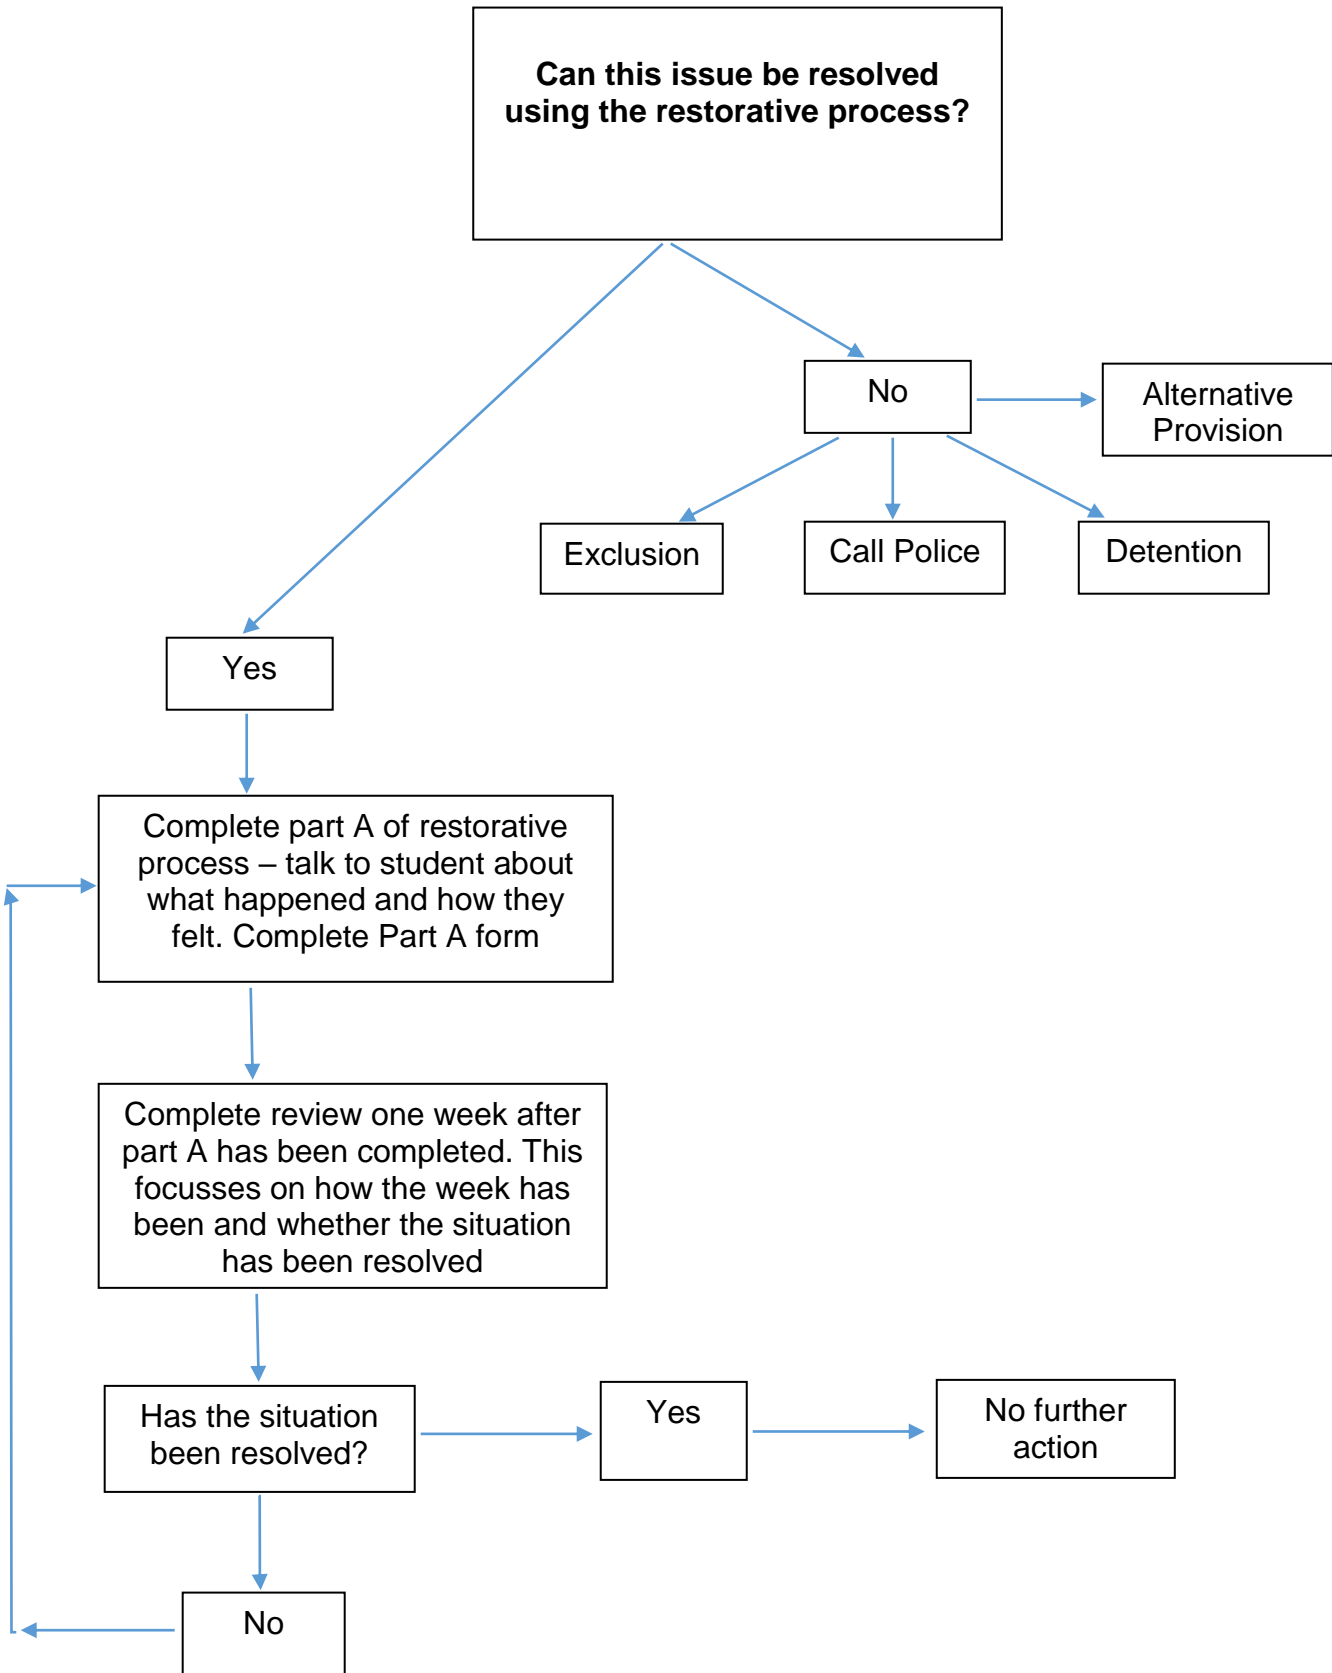 Can this issue be resolved
using the restorative process?
No
Alternative
Provision
Exclusion
Call Police
Detention
Yes
Complete part A of restorative
process – talk to student about
what happened and how they
felt. Complete Part A form
Complete review one week after
part A has been completed. This
focusses on how the week has
been and whether the situation
has been resolved
Has the situation
been resolved?
Yes
No further
action
No